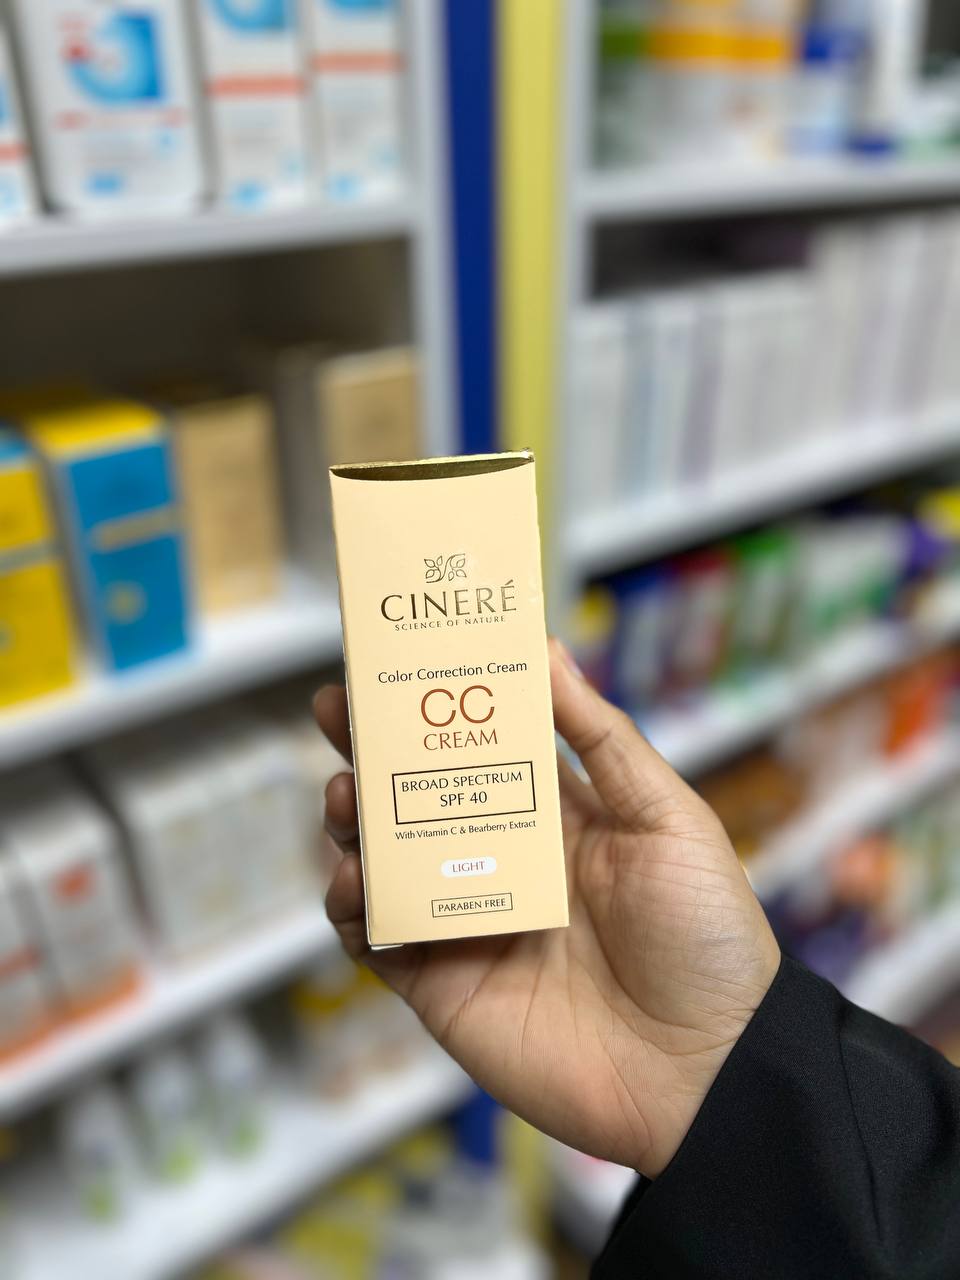 CINERÉ
SCIENCE OF NATURE
Color Correction Cream
CC
CREAM
BROAD SPECTRUM
SPF 40
With Vitamin C & Bearberry Extract
LIGHT
PARABEN FREE